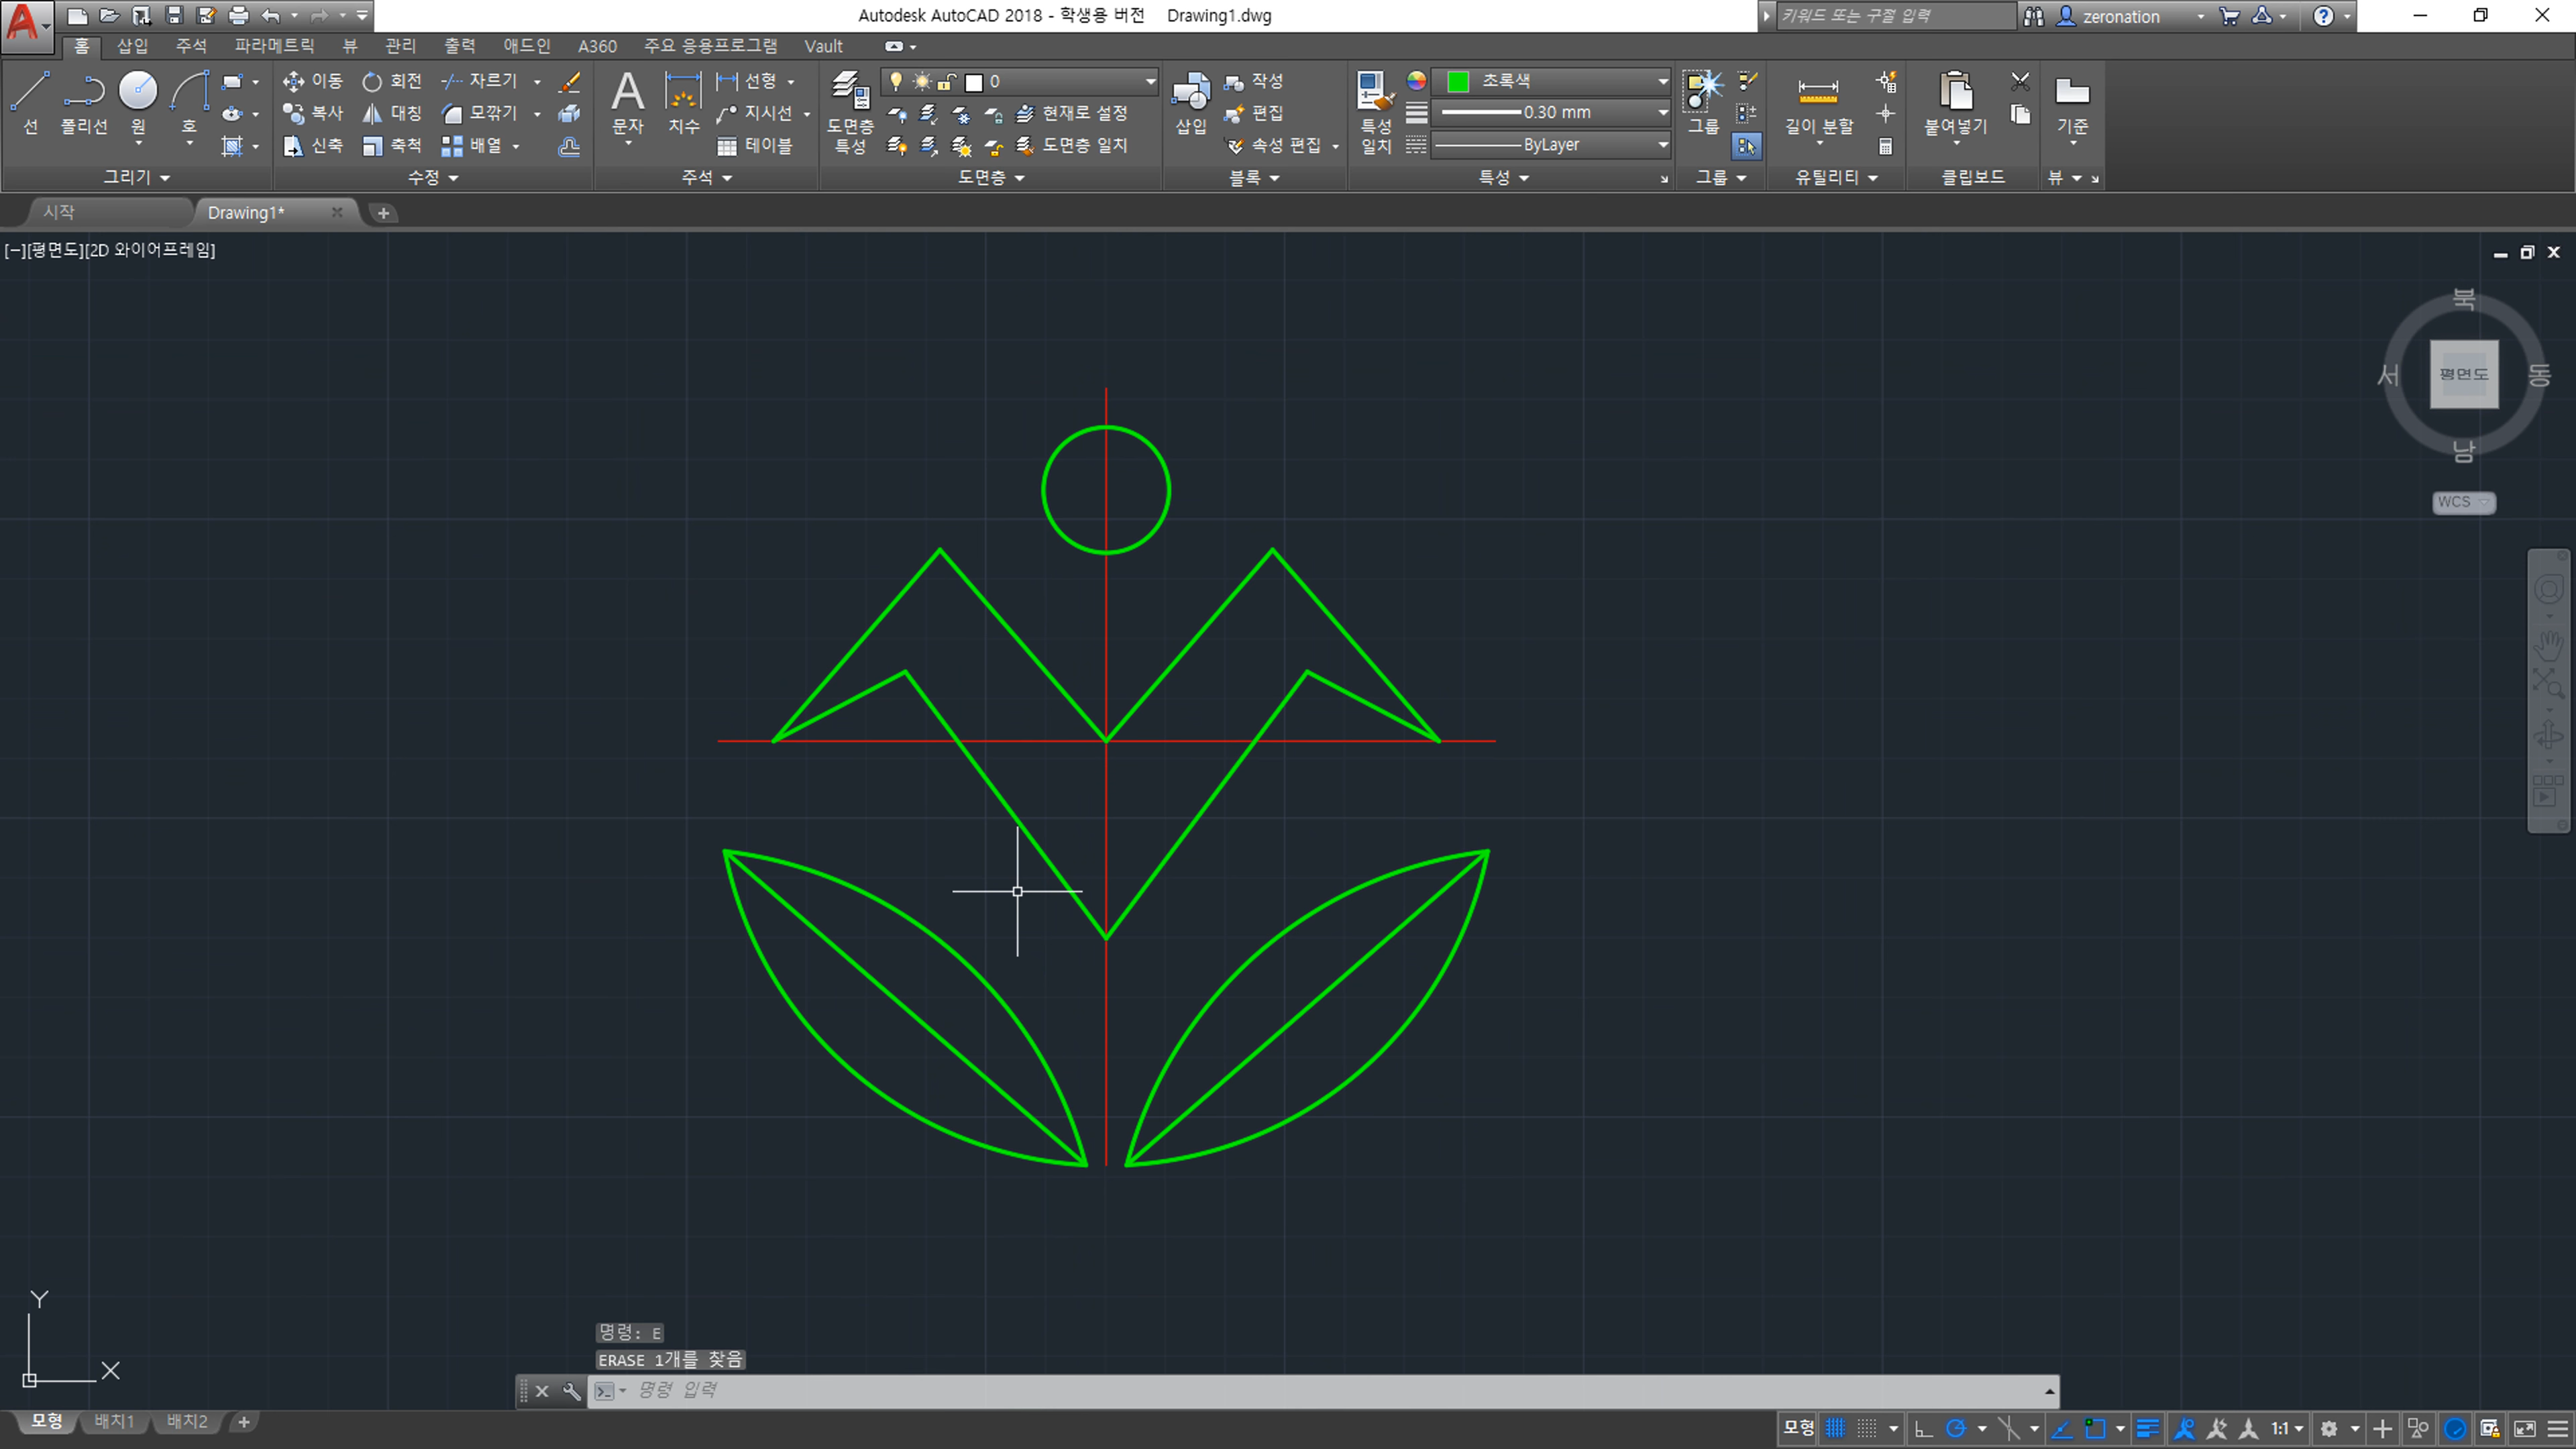 Autodesk AutoCAD 2018 - 학생용 버전 Drawing1.dwg
키워드 또는 구절 입력
zeronation
홈 삽입 주석 파라메트릭 뷰 관리 출력 애드인 A360 주요 응용프로그램 Vault
선 폴리선 원 호
이동 회전 자르기
복사 대칭 모깎기
신축 축척 배열
문자 치수
선형
지시선
테이블
도면층
특성
0
현재로 설정
도면층 일치
삽입
작성
편집
속성 편집
특성
일치
초록색
0.30 mm
ByLayer
그룹
길이 분할
붙여넣기
기준
그리기 수정 주석 도면층 블록 특성 그룹 유틸리티 클립보드 뷰
시작 Drawing1*
[−][평면도][2D 와이어프레임]
북
서 평면도 동
남
WCS
Y
X
명령: E
ERASE 1개를 찾음
명령 입력
모형 배치1 배치2
모형 1:1